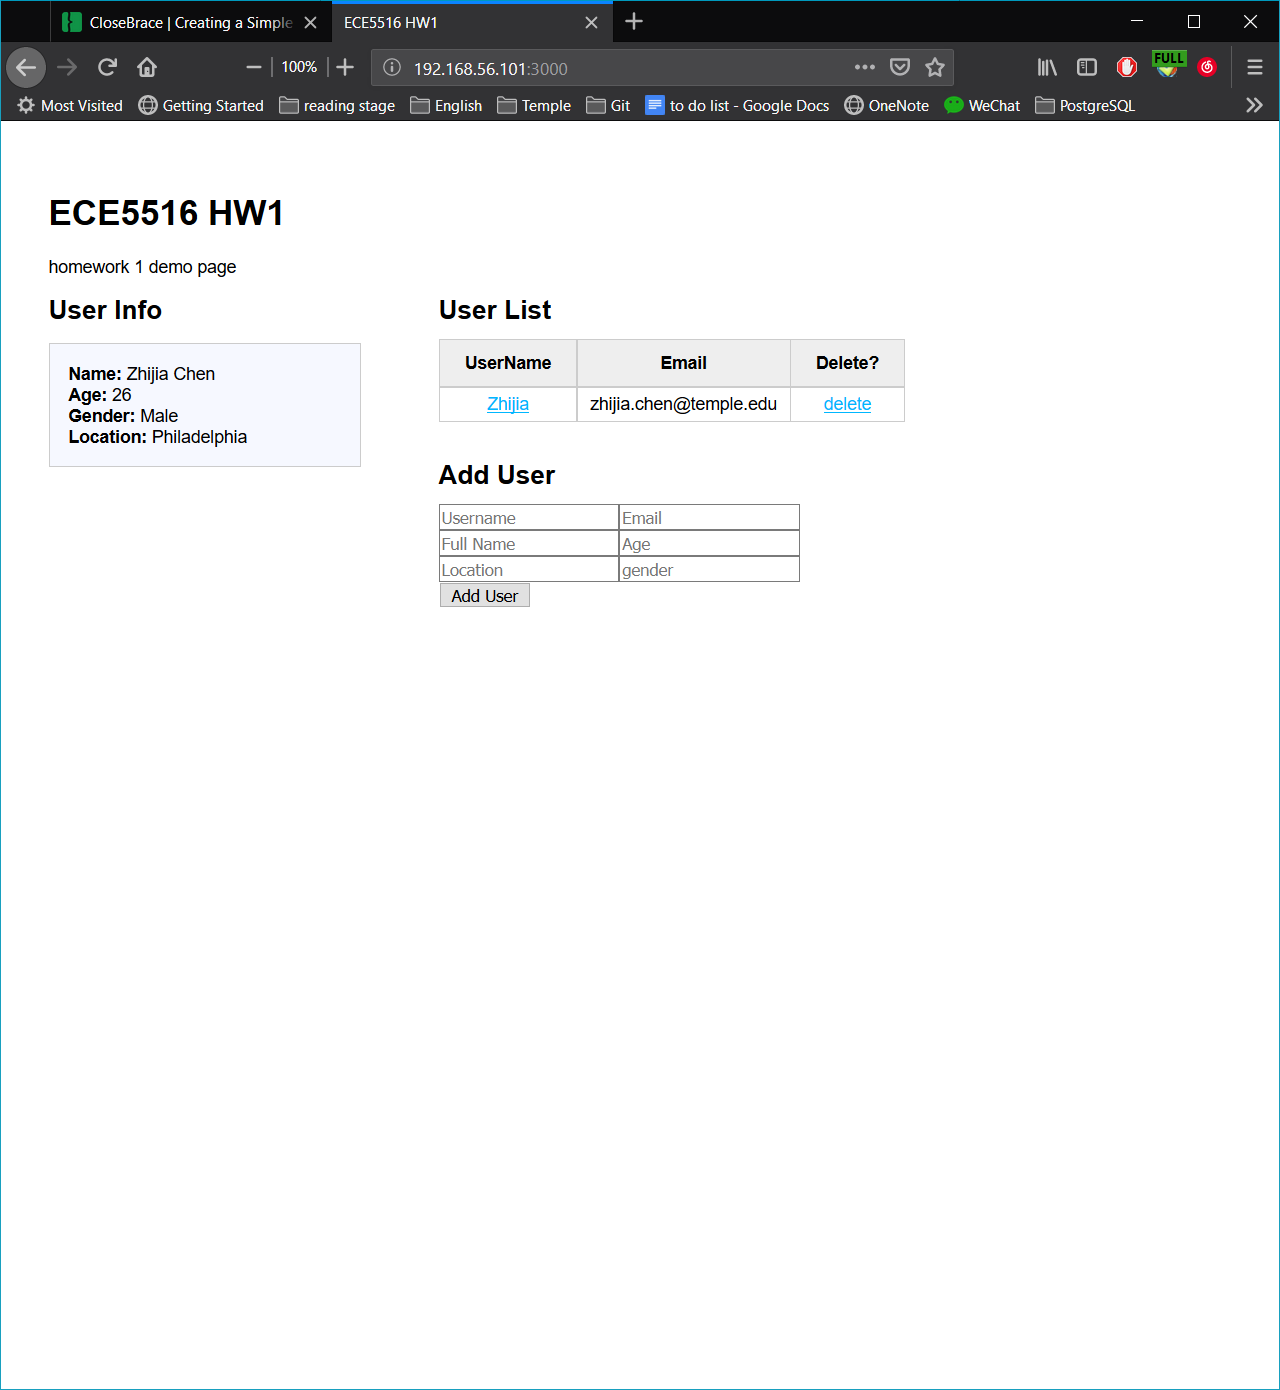 CloseBrace | Creating a Simple
ECE5516 HW1
100%
192.168.56.101:3000
FULL
Most Visited
Getting Started
reading stage
English
Temple
Git
to do list - Google Docs
OneNote
WeChat
PostgreSQL
ECE5516 HW1
homework 1 demo page
User Info
Name: Zhijia Chen
Age: 26
Gender: Male
Location: Philadelphia
User List
UserName Email Delete?
Zhijia zhijia.chen@temple.edu delete
Add User
Username Email
Full Name Age
Location gender
Add User